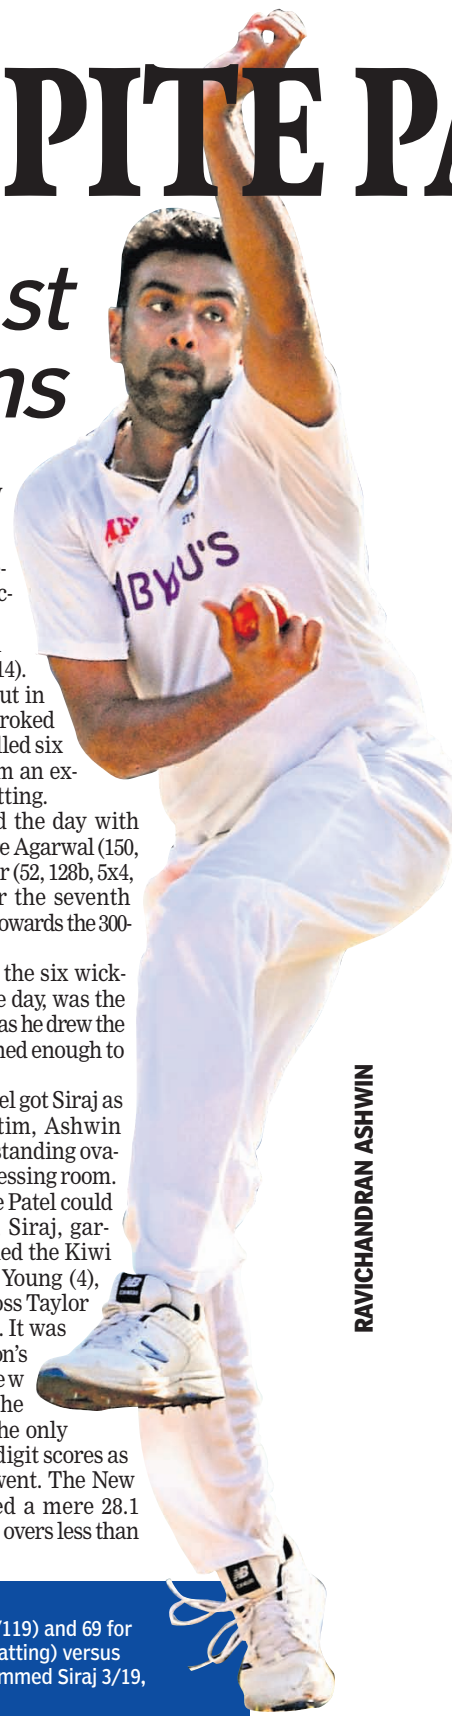 PITE PA
st
ns
BYJU'S
14).
ut in
roked
lled six
m an ex-
tting.
d the day with
e Agarwal (150,
r (52, 128b, 5x4,
r the seventh
owards the 300-
the six wick-
e day, was the
as he drew the
ned enough to
el got Siraj as
tim, Ashwin
standing ova-
essing room.
e Patel could
Siraj, gar-
ed the Kiwi
Young (4),
oss Taylor
. It was
on's
ew
he
he only
digit scores as
vent. The New
ed a mere 28.1
overs less than
RAVICHANDRAN ASHWIN
NB
NB
/119) and 69 for
atting) versus
mmed Siraj 3/19,